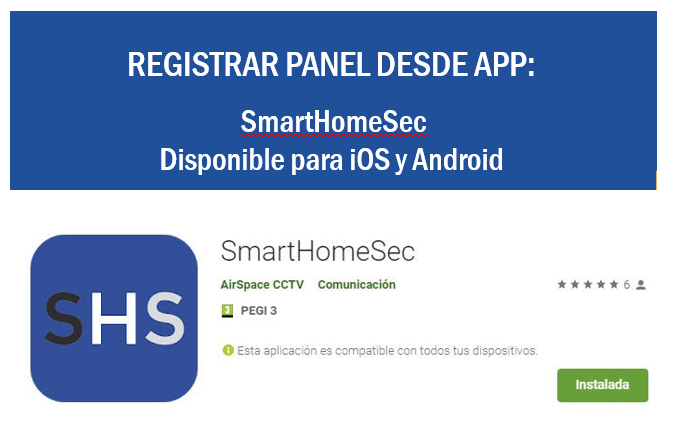 REGISTRAR PANEL DESDE APP:
SmartHomeSec
Disponible para iOS y Android
SHS
SmartHomeSec
AirSpace CCTV Comunicación
6
3 PEGI 3
Esta aplicación es compatible con todos tus dispositivos.
Instalada